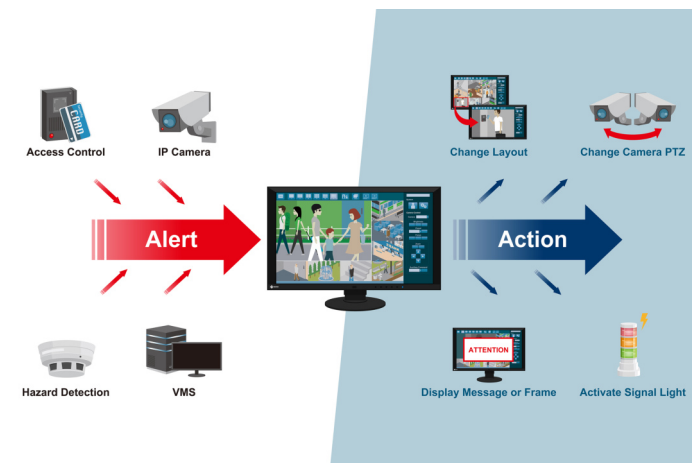 CARD
Access Control
IP Camera
Change Layout
Change Camera PTZ
Alert
Action
Hazard Detection
VMS
ATTENTION
Display Message or Frame
Activate Signal Light